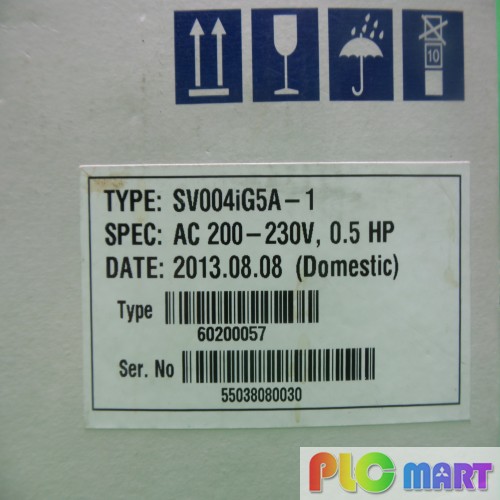 10
TYPE: SV004iG5A-1
SPEC: AC 200-230V, 0.5 HP
DATE: 2013.08.08 (Domestic)
Type
60200057
Ser. No
55038080030
PLC MART